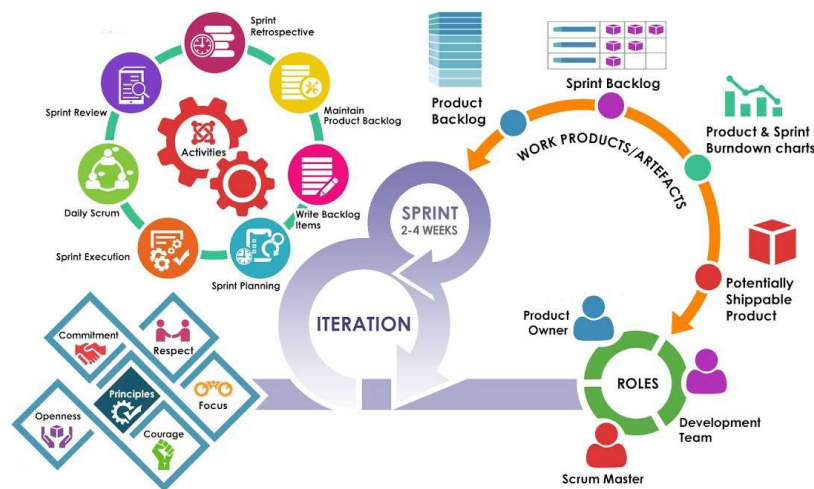 Sprint
Retrospective
Sprint Review
Maintain
Product Backlog
Activities
Daily Scrum
Write Backlog
Items
Sprint Execution
Sprint Planning
Product
Backlog
Sprint Backlog
Product & Sprint
Burndown charts
WORK PRODUCTS/ARTEFACTS
Potentially
Shippable
Product
SPRINT
2-4 WEEKS
ITERATION
Commitment
Respect
Principles
Focus
Openness
Courage
Product
Owner
ROLES
Development
Team
Scrum Master